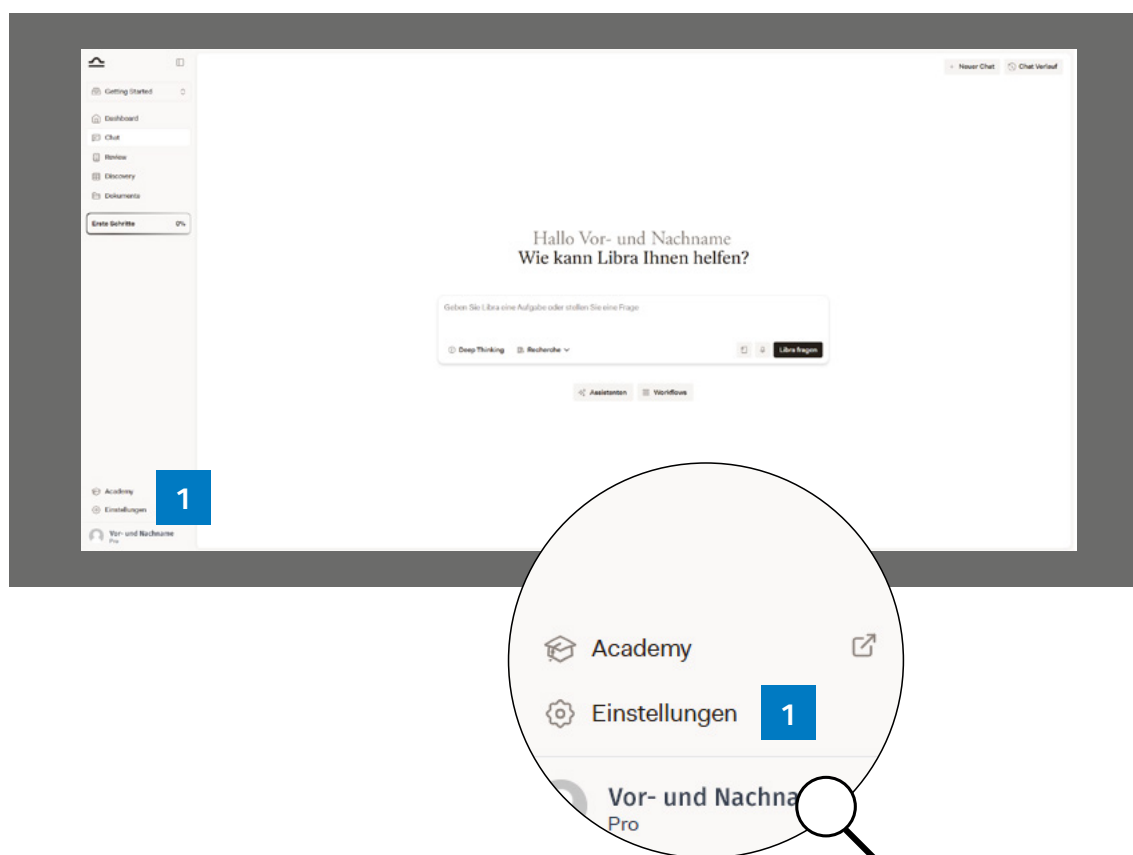 Neuer Chat
Chat Verlauf
Getting Started
Dashboard
Chat
Review
Discovery
Dokumente
Erste Schritte 0%
Hallo Vor- und Nachname
Wie kann Libra Ihnen helfen?
Geben Sie Libra eine Aufgabe oder stellen Sie eine Frage
Deep Thinking
Recherche
Libra fragen
Assistenten
Workflows
Academy
1
Einstellungen
Vor- und Nachname
Pro
Academy
Einstellungen 1
Vor- und Nachna
Pro